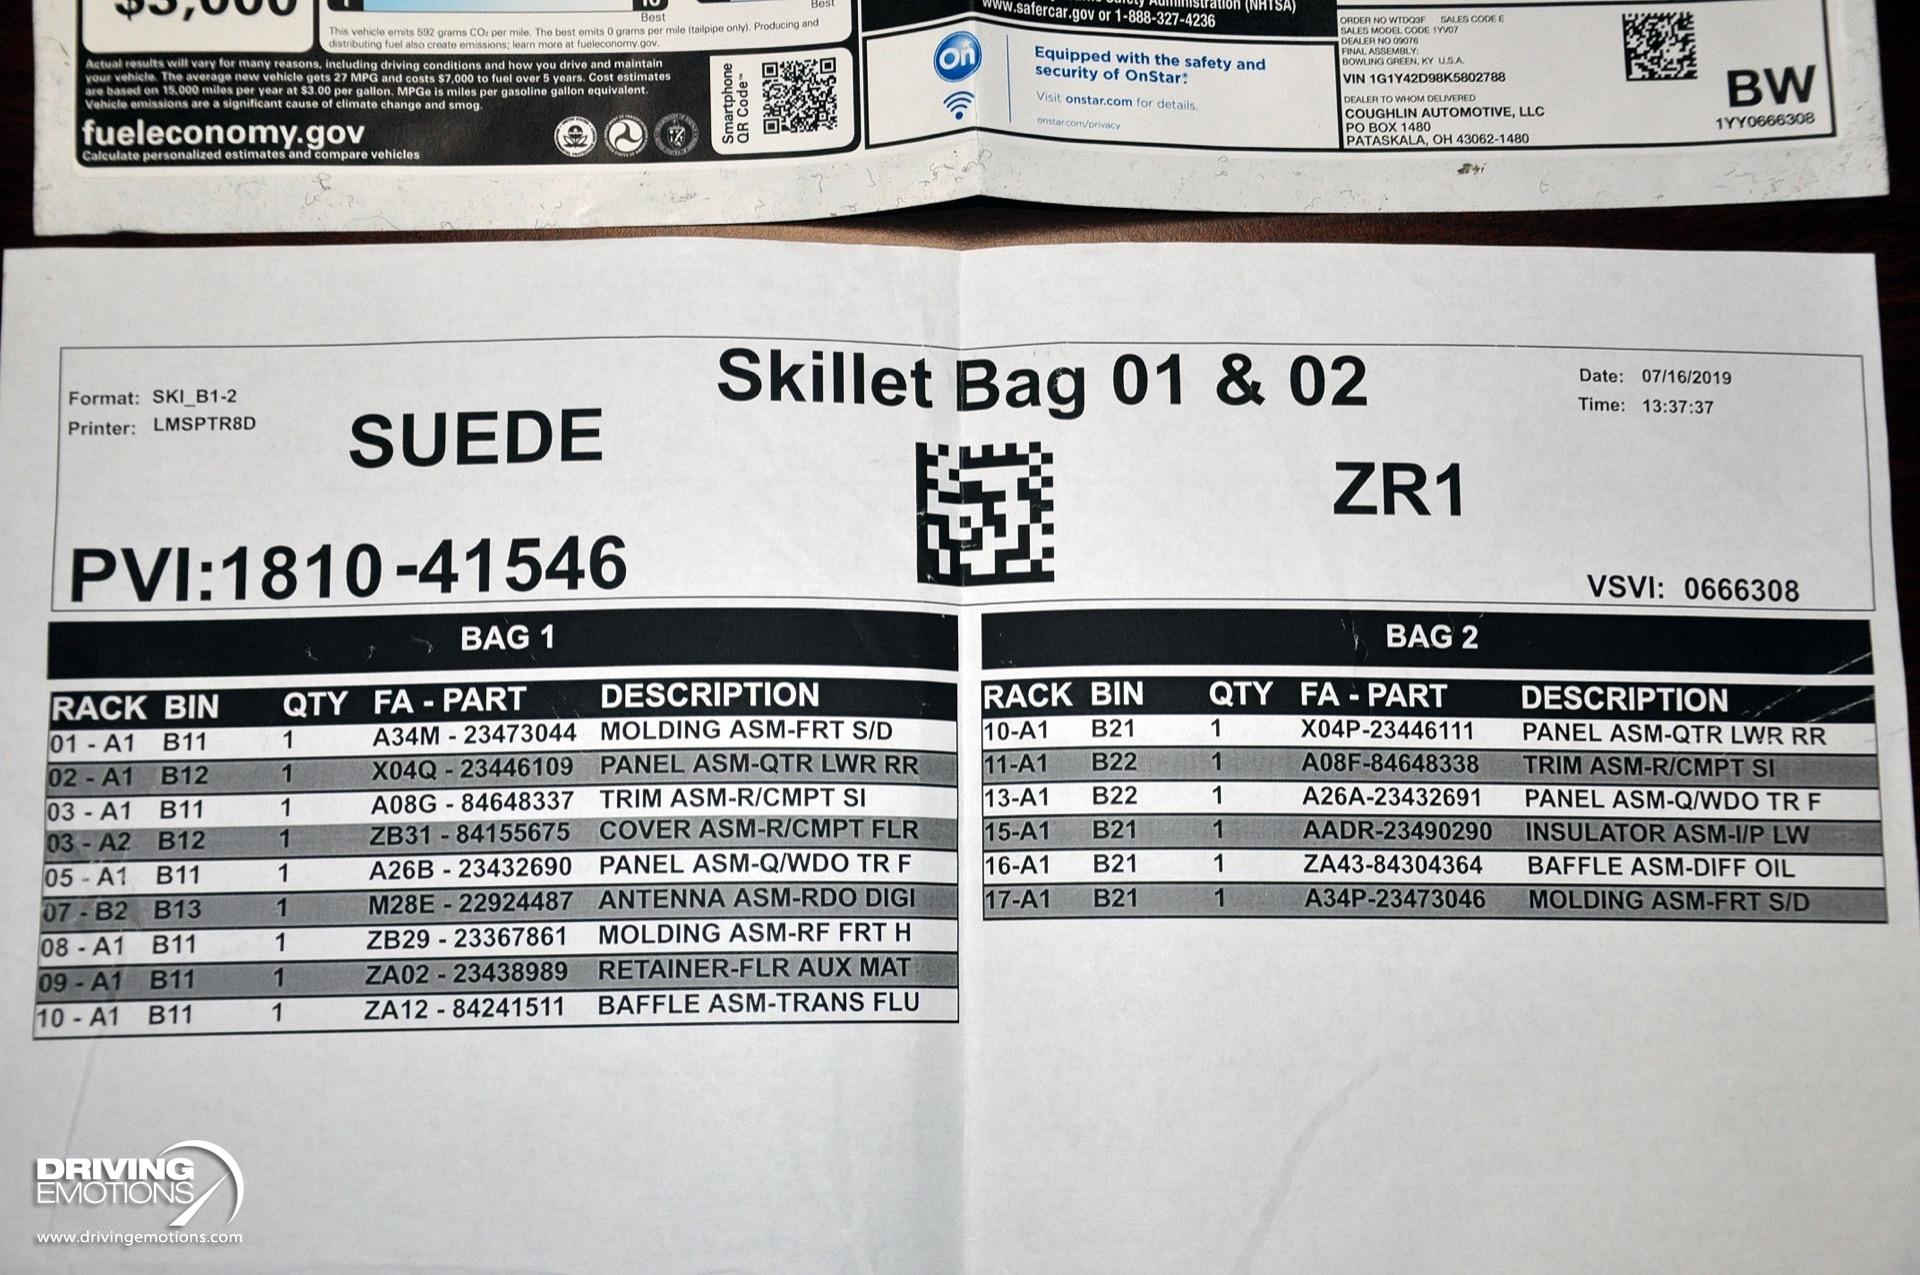 $3,000
Best
Best
This vehicle emits 592 grams CO₂ per mile. The best emits 0 grams per mile (tailpipe only). Producing and
distributing fuel also create emissions; learn more at fueleconomy.gov.
Actual results will vary for many reasons, including driving conditions and how you drive and maintain
your vehicle. The average new vehicle gets 27 MPG and costs $7,000 to fuel over 5 years. Cost estimates
are based on 15,000 miles per year at $3.00 per gallon. MPGe is miles per gasoline gallon equivalent.
Vehicle emissions are a significant cause of climate change and smog.
fueleconomy.gov
Calculate personalized estimates and compare vehicles
Smartphone
QR Code™
Safety Administration (NHTSA)
www.safercar.gov or 1-888-327-4236
On
Equipped with the safety and
security of OnStar.
Visit onstar.com for details.
onstar.com/privacy
ORDER NO WTDQ3F SALES CODE E
SALES MODEL CODE 1YV07
DEALER NO 09076
FINAL ASSEMBLY:
BOWLING GREEN, KY U.S.A.
VIN 1G1Y42D98K5802788
DEALER TO WHOM DELIVERED
COUGHLIN AUTOMOTIVE, LLC
PO BOX 1480
PATASKALA, OH 43062-1480
BW
1YY0666308
Format: SKI_B1-2
Printer: LMSPTR8D
SUEDE
Skillet Bag 01 & 02
Date: 07/16/2019
Time: 13:37:37
ZR1
PVI:1810-41546
VSVI: 0666308
BAG 1
RACK BIN QTY FA - PART DESCRIPTION
01 - A1 B11 1 A34M - 23473044 MOLDING ASM-FRT S/D
02 - A1 B12 1 X04Q - 23446109 PANEL ASM-QTR LWR RR
03 - A1 B11 1 A08G - 84648337 TRIM ASM-R/CMPT SI
03 - A2 B12 1 ZB31 - 84155675 COVER ASM-R/CMPT FLR
05 - A1 B11 1 A26B - 23432690 PANEL ASM-Q/WDO TR F
07 - B2 B13 1 M28E - 22924487 ANTENNA ASM-RDO DIGI
08 - A1 B11 1 ZB29 - 23367861 MOLDING ASM-RF FRT H
09 - A1 B11 1 ZA02 - 23438989 RETAINER-FLR AUX MAT
10 - A1 B11 1 ZA12 - 84241511 BAFFLE ASM-TRANS FLU
BAG 2
RACK BIN QTY FA - PART DESCRIPTION
10-A1 B21 1 X04P-23446111 PANEL ASM-QTR LWR RR
11-A1 B22 1 A08F-84648338 TRIM ASM-R/CMPT SI
13-A1 B22 1 A26A-23432691 PANEL ASM-Q/WDO TR F
15-A1 B21 1 AADR-23490290 INSULATOR ASM-I/P LW
16-A1 B21 1 ZA43-84304364 BAFFLE ASM-DIFF OIL
17-A1 B21 1 A34P-23473046 MOLDING ASM-FRT S/D
DRIVING
EMOTIONS
www.drivingemotions.com